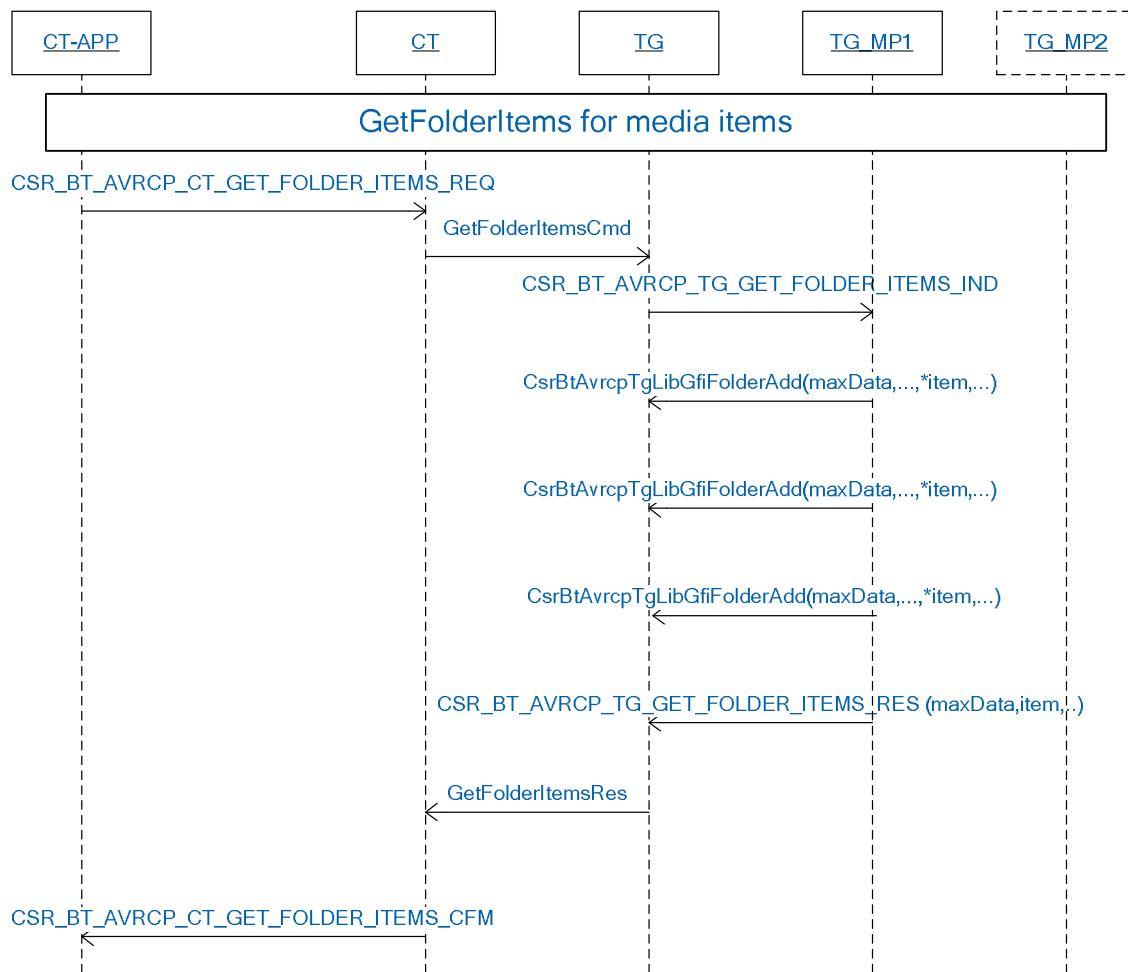 CT-APP
CT
TG
TG_MP1
TG_MP2
GetFolderItems for media items
CSR_BT_AVRCP_CT_GET_FOLDER_ITEMS_REQ
GetFolderItemsCmd
CSR_BT_AVRCP_TG_GET_FOLDER_ITEMS_IND
CsrBtAvrcpTgLibGfiFolderAdd(maxData,...,*item,...)
CsrBtAvrcpTgLibGfiFolderAdd(maxData,...,*item,...)
CsrBtAvrcpTgLibGfiFolderAdd(maxData,...,*item,...)
CSR_BT_AVRCP_TG_GET_FOLDER_ITEMS_RES (maxData,item,..)
GetFolderItemsRes
CSR_BT_AVRCP_CT_GET_FOLDER_ITEMS_CFM